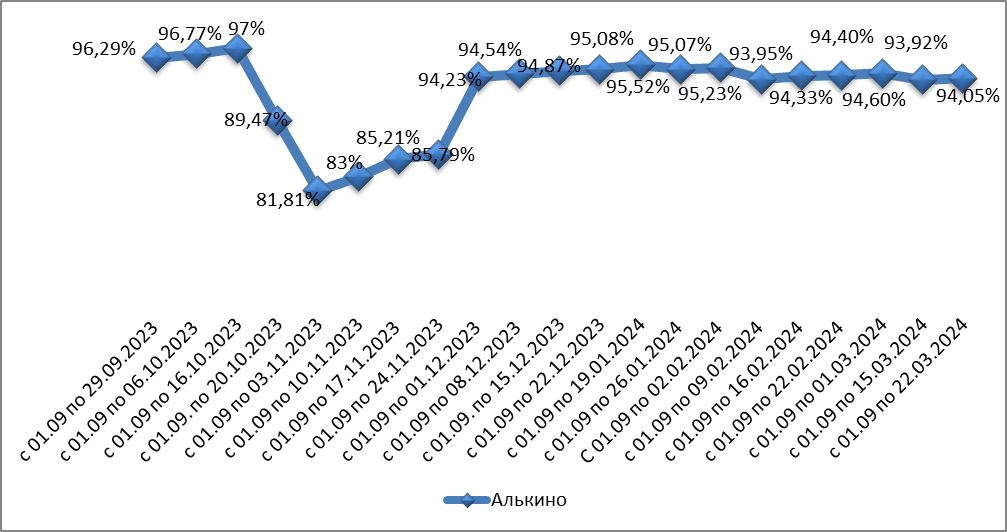 96,29%
96,77%
97%
89,47%
81,81%
83%
85,21%
85,79%
94,23%
94,54%
94,87%
95,08%
95,52%
95,07%
95,23%
93,95%
94,33%
94,40%
94,60%
93,92%
94,05%
с 01.09 по 29.09.2023
с 01.09 по 06.10.2023
с 01.09 по 16.10.2023
с 01.09. по 20.10.2023
с 01.09 по 03.11.2023
с 01.09 по 10.11.2023
с 01.09 по 17.11.2023
с 01.09 по 24.11.2023
с 01.09 по 01.12.2023
с 01.09 по 08.12.2023
с 01.09. по 15.12.2023
с 01.09 по 22.12.2023
с 01.09 по 19.01.2024
с 01.09 по 26.01.2024
С 01.09 по 02.02.2024
с 01.09 по 09.02.2024
с 01.09 по 16.02.2024
с 01.09 по 22.02.2024
с 01.09 по 01.03.2024
с 01.09 по 15.03.2024
с 01.09 по 22.03.2024
Алькино